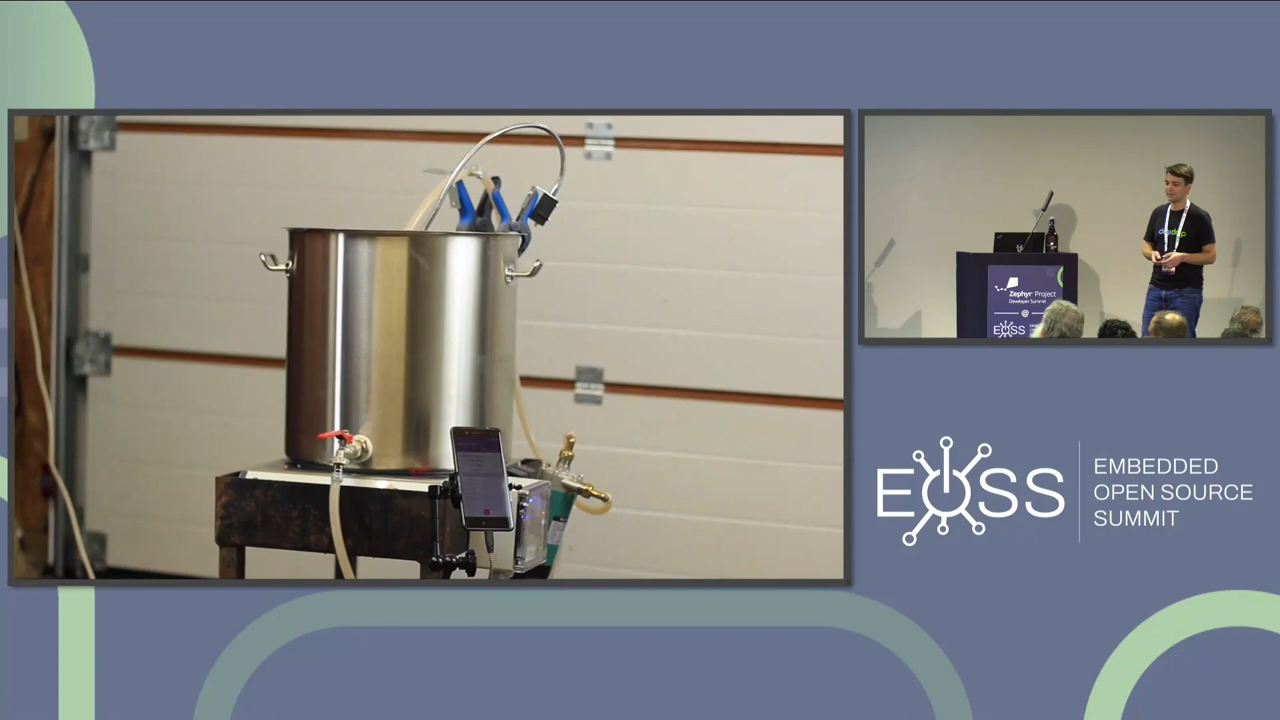 Zephyr® Project
Developer Summit
@
EOSS
EOSS
EMBEDDED
OPEN SOURCE
SUMMIT